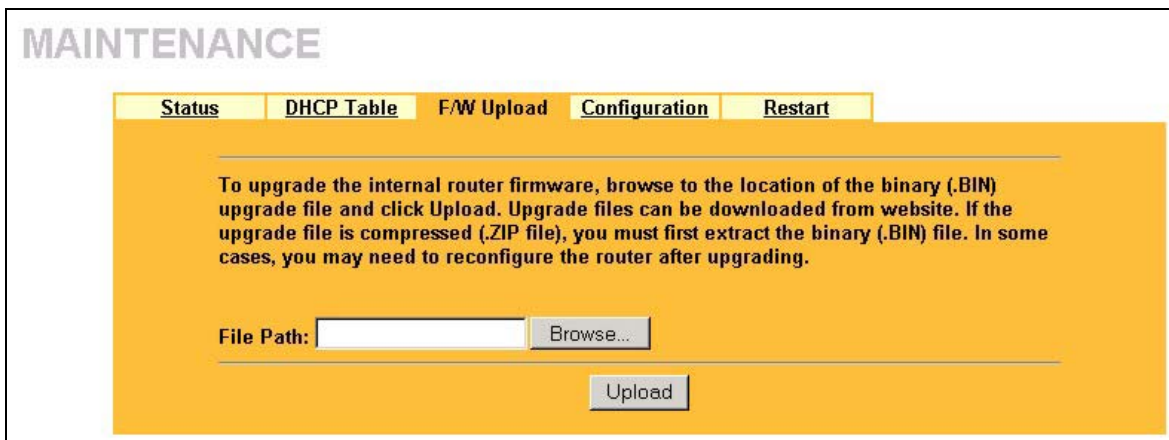 MAINTENANCE
Status DHCP Table F/W Upload Configuration Restart
To upgrade the internal router firmware, browse to the location of the binary (.BIN)
upgrade file and click Upload. Upgrade files can be downloaded from website. If the
upgrade file is compressed (.ZIP file), you must first extract the binary (.BIN) file. In some
cases, you may need to reconfigure the router after upgrading.
File Path: Browse...
Upload